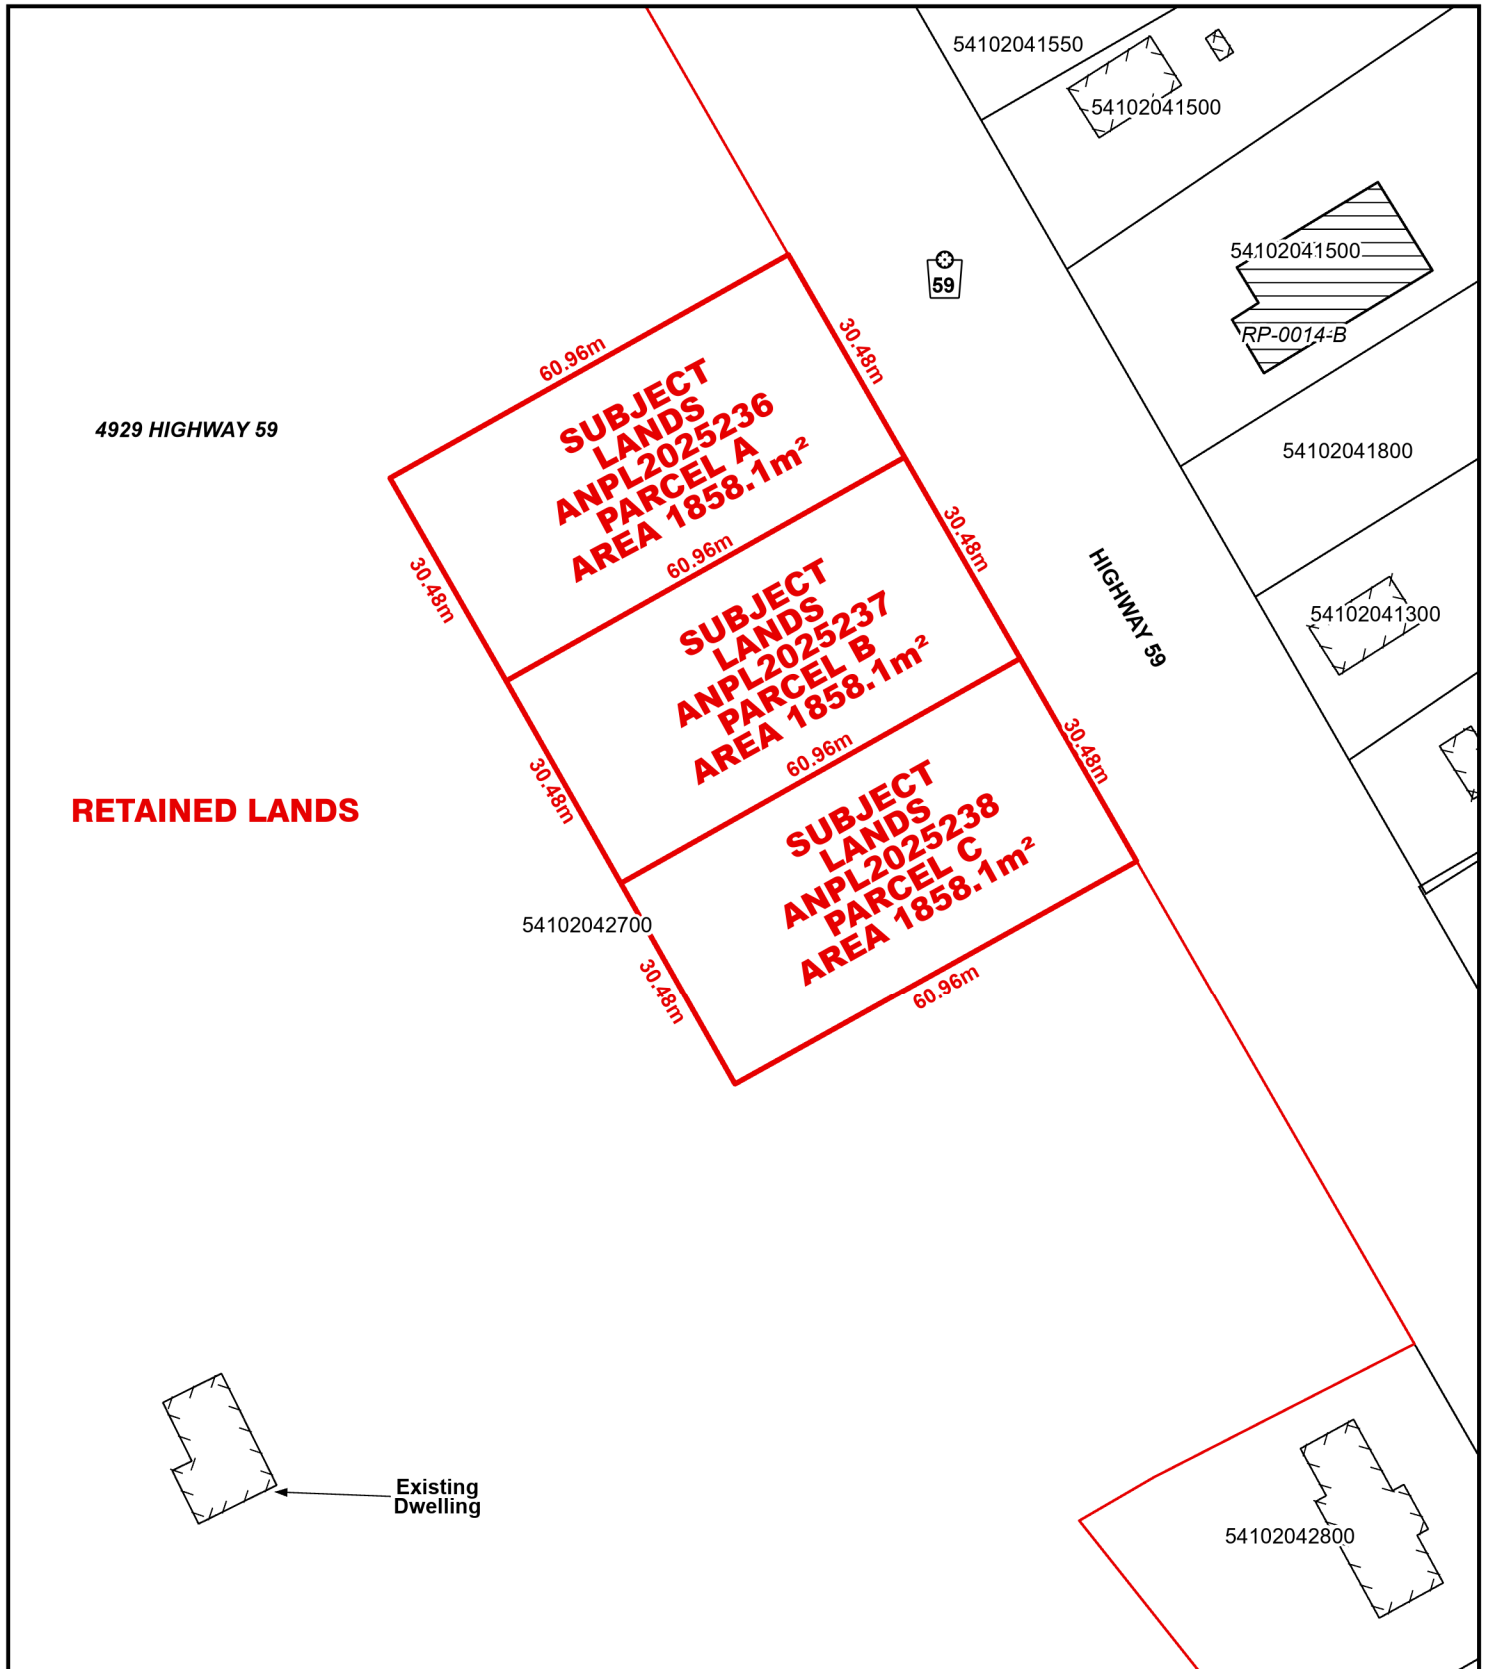 54102041550
54102041500
54102041500
RP-0014-B
59
30.48m
60.96m
SUBJECT
LANDS
ANPL2025236
PARCEL A
AREA 1858.1m²
4929 HIGHWAY 59
54102041800
60.96m
30.48m
30.48m
HIGHWAY 59
SUBJECT
LANDS
ANPL2025237
PARCEL B
AREA 1858.1m²
54102041300
60.96m
30.48m
30.48m
RETAINED LANDS
SUBJECT
LANDS
ANPL2025238
PARCEL C
AREA 1858.1m²
54102042700
30.48m
60.96m
Existing
Dwelling
54102042800